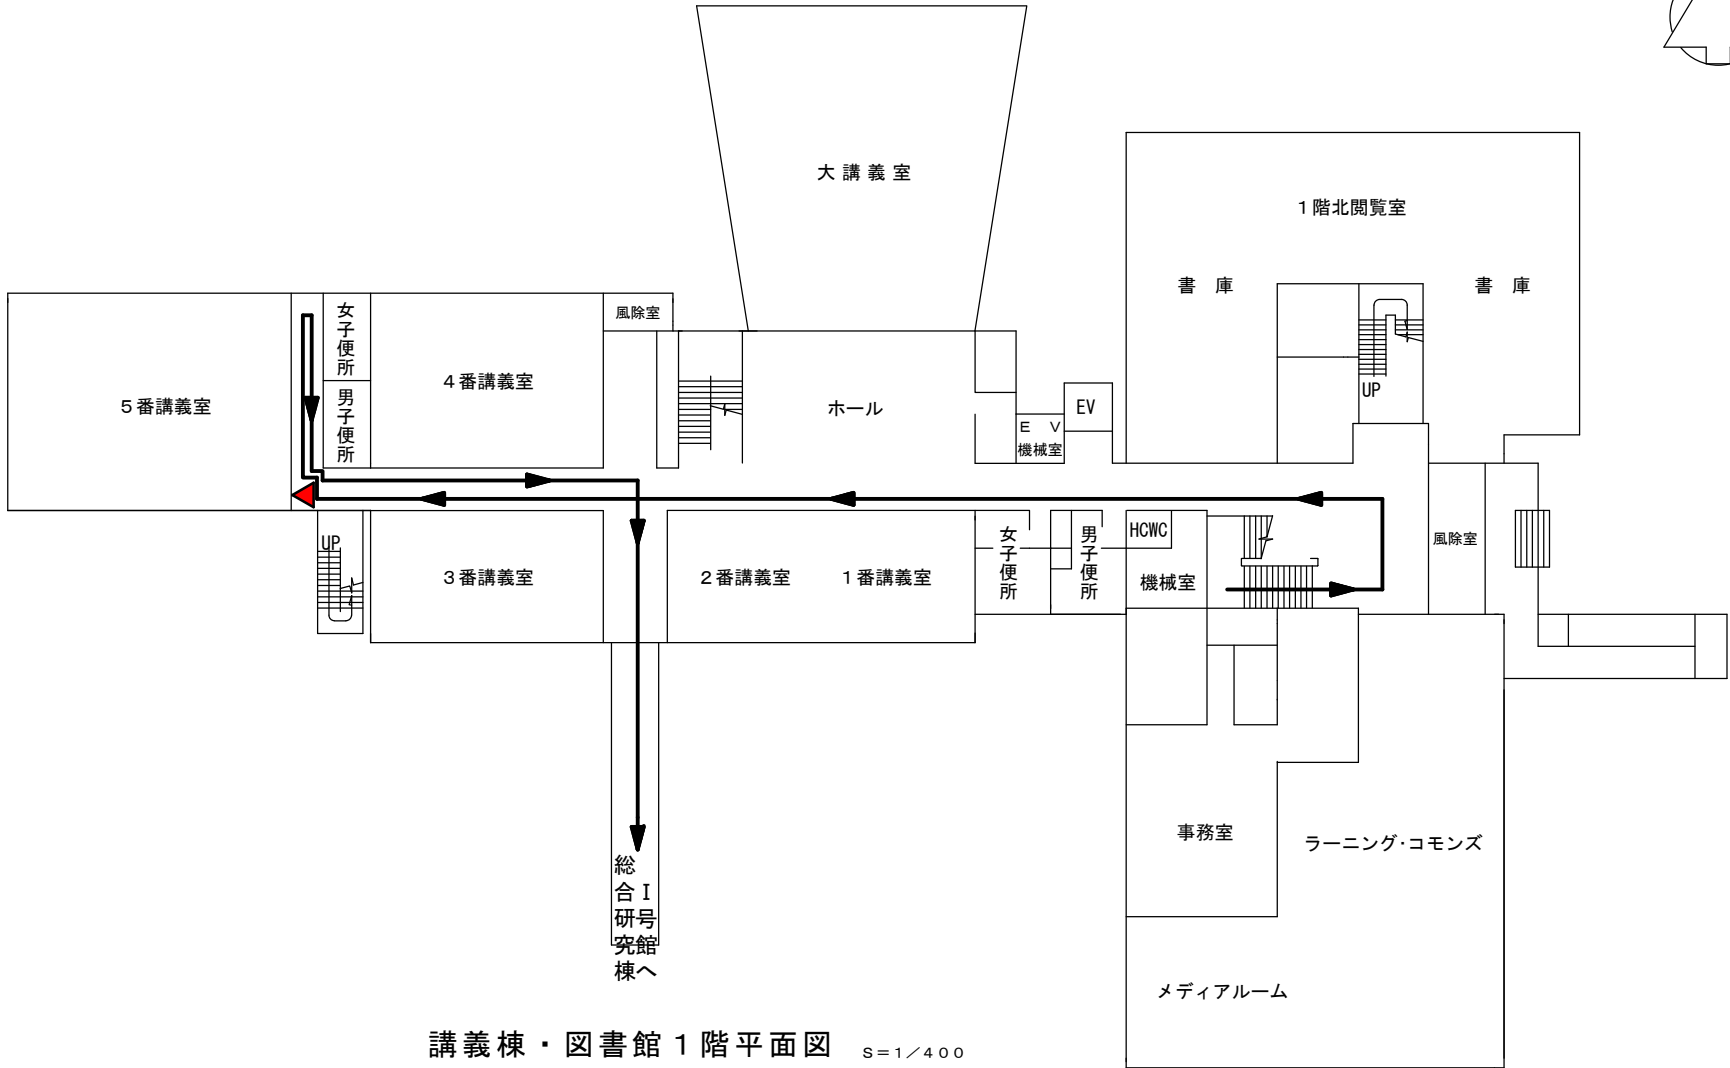 大講義室
1階北閲覧室
書 庫
書 庫
女子便所
風除室
4番講義室
5番講義室
男子便所
ホール
EV
UP
E V
機械室
UP
3番講義室
2番講義室
1番講義室
女子便所
男子便所
HCWC
機械室
風除室
事務室
ラーニング・コモンズ
総合研究棟
Ⅰ号館へ
メディアルーム
講義棟・図書館1階平面図 S=1/400